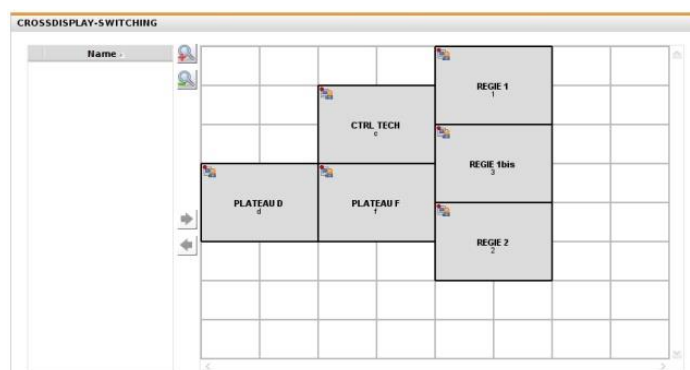 CROSSDISPLAY-SWITCHING
Name
REGIE 1
1
CTRL TECH
c
REGIE 1bis
3
PLATEAU D
d
PLATEAU F
f
REGIE 2
2